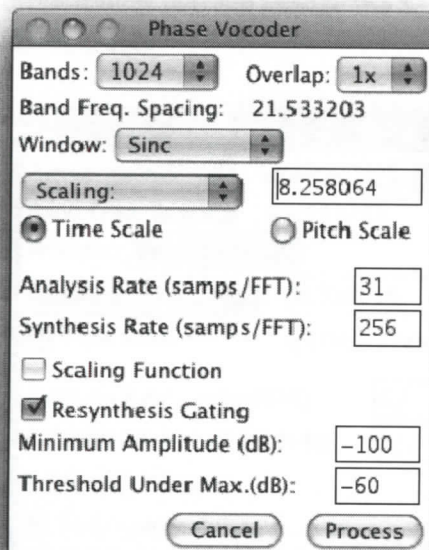 Phase Vocoder
Bands: 1024 Overlap: 1x
Band Freq. Spacing: 21.533203
Window: Sinc
Scaling: 8.258064
Time Scale Pitch Scale
Analysis Rate (samps/FFT): 31
Synthesis Rate (samps/FFT): 256
Scaling Function
Resynthesis Gating
Minimum Amplitude (dB): -100
Threshold Under Max.(dB): -60
Cancel Process